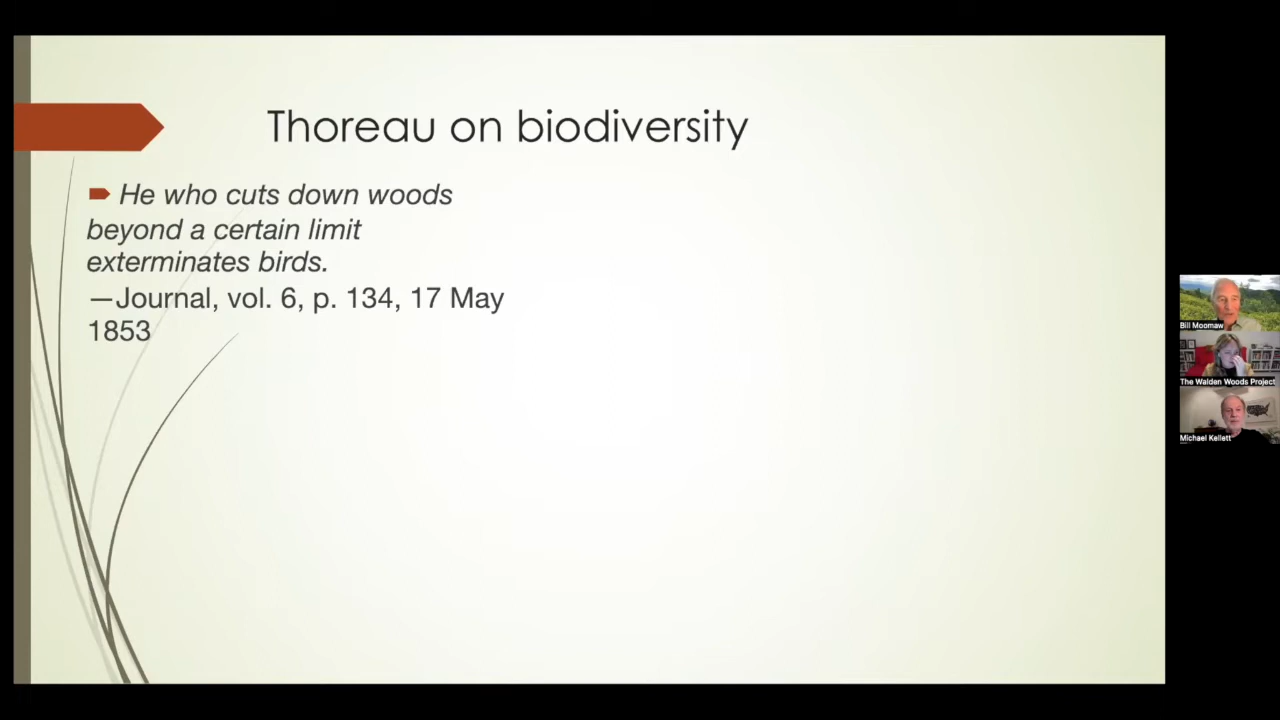 Thoreau on biodiversity
He who cuts down woods
beyond a certain limit
exterminates birds.
—Journal, vol. 6, p. 134, 17 May
1853
Bill Moomaw
The Walden Woods Project
Michael Kellett